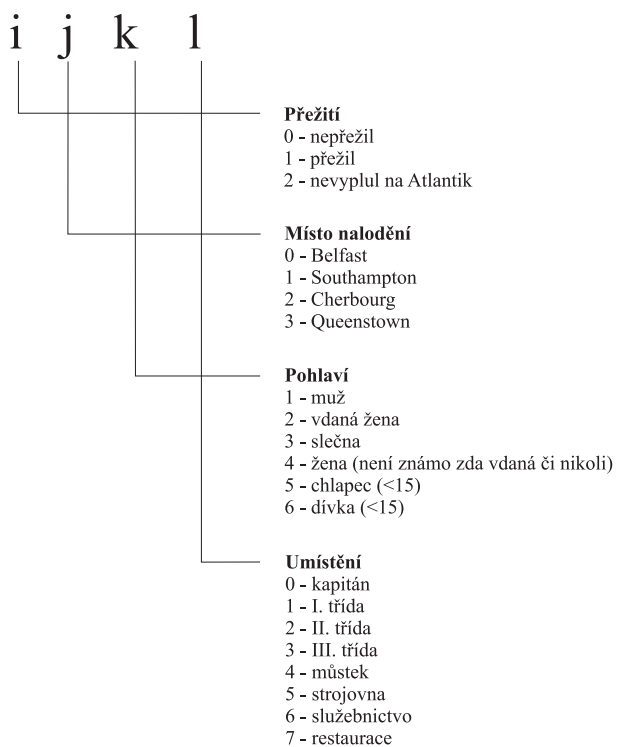 i j k l
Přežití
0 - nepřežil
1 - přežil
2 - nevyplul na Atlantik
Místo nalodění
0 - Belfast
1 - Southampton
2 - Cherbourg
3 - Queenstown
Pohlaví
1 - muž
2 - vdaná žena
3 - slečna
4 - žena (není známo zda vdaná či nikoli)
5 - chlapec (<15)
6 - dívka (<15)
Umístění
0 - kapitán
1 - I. třída
2 - II. třída
3 - III. třída
4 - můstek
5 - strojovna
6 - služebnictvo
7 - restaurace